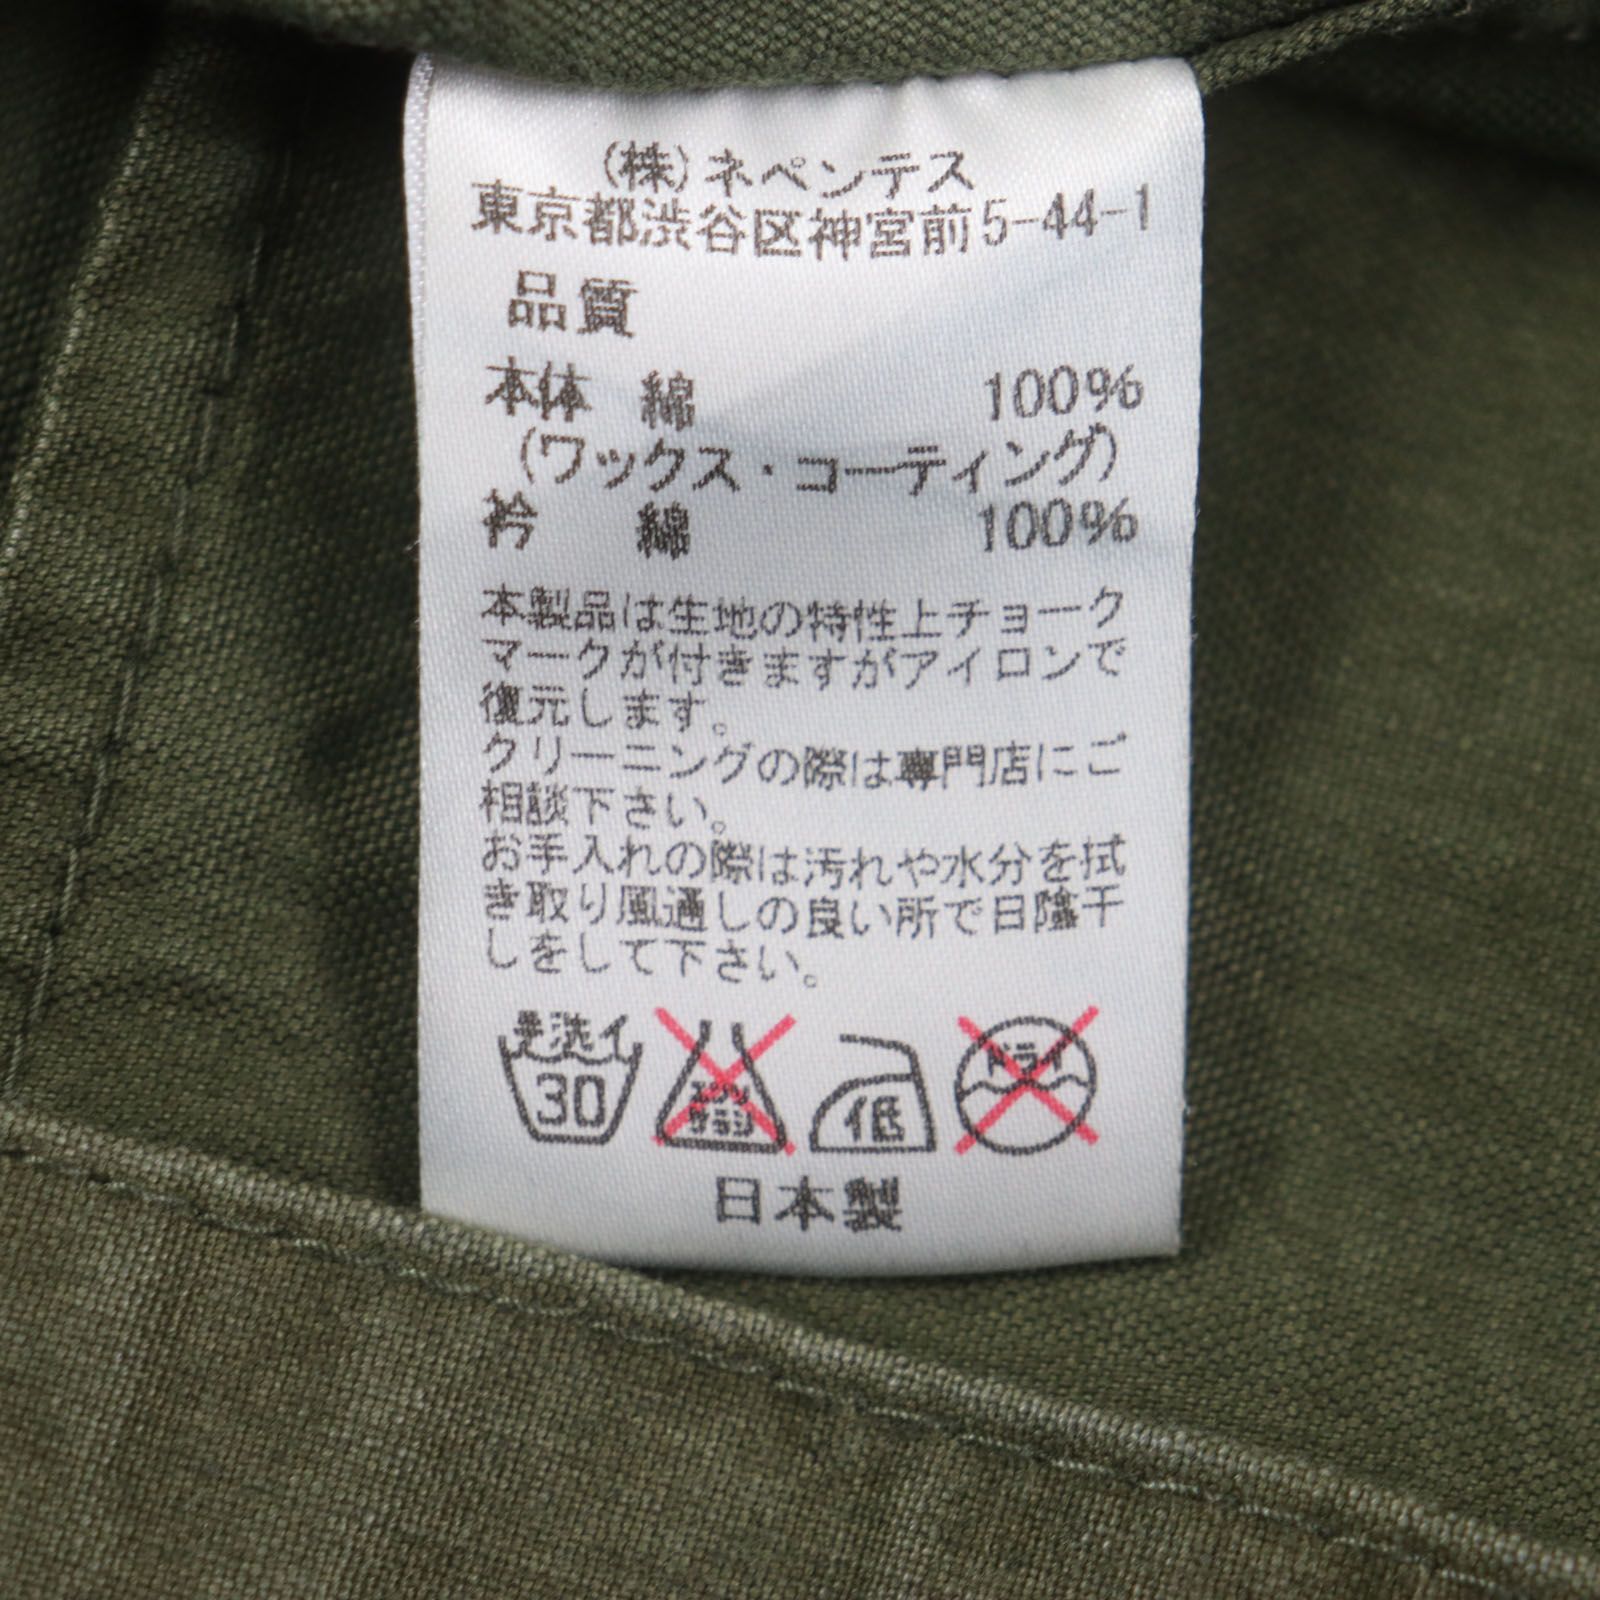 (株)ネペンテス
東京都渋谷区神宮前5-44-1
品質
本体 綿 100%
(ワックス・コーティング)
衿 綿 100%
本製品は生地の特性上チョーク
マークが付きますがアイロンで
復元します。
クリーニングの際は専門店にご
相談下さい。
お手入れの際は汚れや水分を拭
き取り風通しの良い所で日陰干
しをして下さい。
手洗イ
30
エンソ
サラシ
低
ドライ
日本製